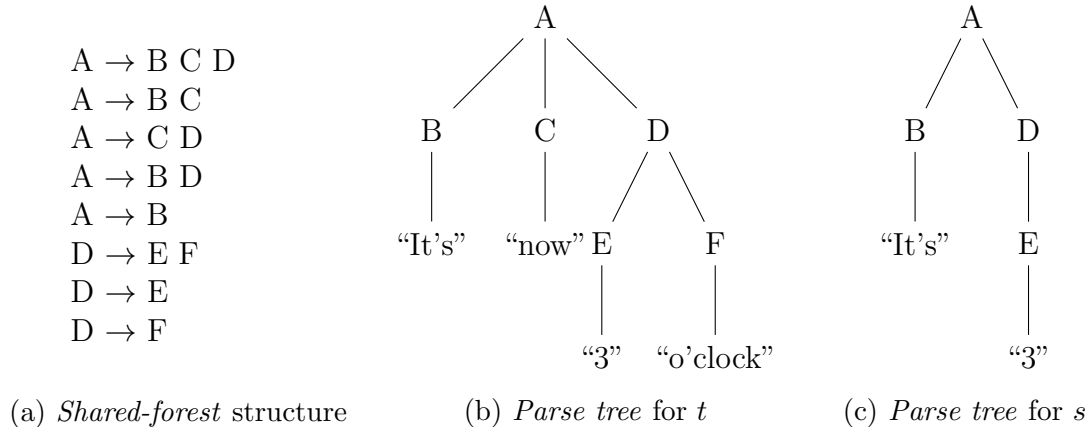 A → B C D
A → B C
A → C D
A → B D
A → B
D → E F
D → E
D → F
(a) Shared-forest structure
A
B C D
“It's” “now” E F
“3” “o'clock”
(b) Parse tree for t
A
B D
“It's” E
“3”
(c) Parse tree for s